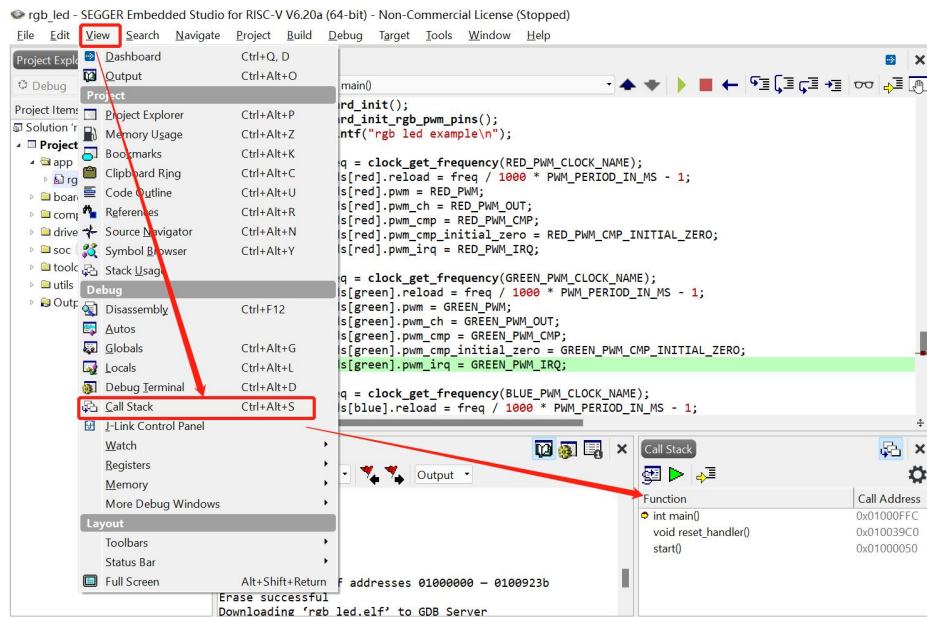 rgb_led - SEGGER Embedded Studio for RISC-V V6.20a (64-bit) - Non-Commercial License (Stopped)
File Edit View Search Navigate Project Build Debug Target Tools Window Help
Project Expl
Debug
Project Items
Solution 'r
Project
app
rg
boar
comp
drive
soc
toolc
utils
Outp
Dashboard Ctrl+Q, D
Output Ctrl+Alt+O
Project
Project Explorer Ctrl+Alt+P
Memory Usage Ctrl+Alt+Z
Bookmarks Ctrl+Alt+K
Clipboard Ring Ctrl+Alt+C
Code Outline Ctrl+Alt+U
References Ctrl+Alt+R
Source Navigator Ctrl+Alt+N
Symbol Browser Ctrl+Alt+Y
Stack Usage
Debug
Disassembly Ctrl+F12
Autos
Globals Ctrl+Alt+G
Locals Ctrl+Alt+L
Debug Terminal Ctrl+Alt+D
Call Stack Ctrl+Alt+S
J-Link Control Panel
Watch
Registers
Memory
More Debug Windows
Layout
Toolbars
Status Bar
Full Screen Alt+Shift+Return
main()
rd_init();
rd_init_rgb_pwm_pins();
ntf("rgb led example\n");
q = clock_get_frequency(RED_PWM_CLOCK_NAME);
s[red].reload = freq / 1000 * PWM_PERIOD_IN_MS - 1;
s[red].pwm = RED_PWM;
s[red].pwm_ch = RED_PWM_OUT;
s[red].pwm_cmp = RED_PWM_CMP;
s[red].pwm_cmp_initial_zero = RED_PWM_CMP_INITIAL_ZERO;
s[red].pwm_irq = RED_PWM_IRQ;
q = clock_get_frequency(GREEN_PWM_CLOCK_NAME);
s[green].reload = freq / 1000 * PWM_PERIOD_IN_MS - 1;
s[green].pwm = GREEN_PWM;
s[green].pwm_ch = GREEN_PWM_OUT;
s[green].pwm_cmp = GREEN_PWM_CMP;
s[green].pwm_cmp_initial_zero = GREEN_PWM_CMP_INITIAL_ZERO;
s[green].pwm_irq = GREEN_PWM_IRQ;
q = clock_get_frequency(BLUE_PWM_CLOCK_NAME);
s[blue].reload = freq / 1000 * PWM_PERIOD_IN_MS - 1;
Output
f addresses 01000000 — 0100923b
Erase successful
Downloading ‘rgb_led.elf’ to GDB Server
Call Stack
Function Call Address
int main() 0x01000FFC
void reset_handler() 0x010039C0
start() 0x01000050